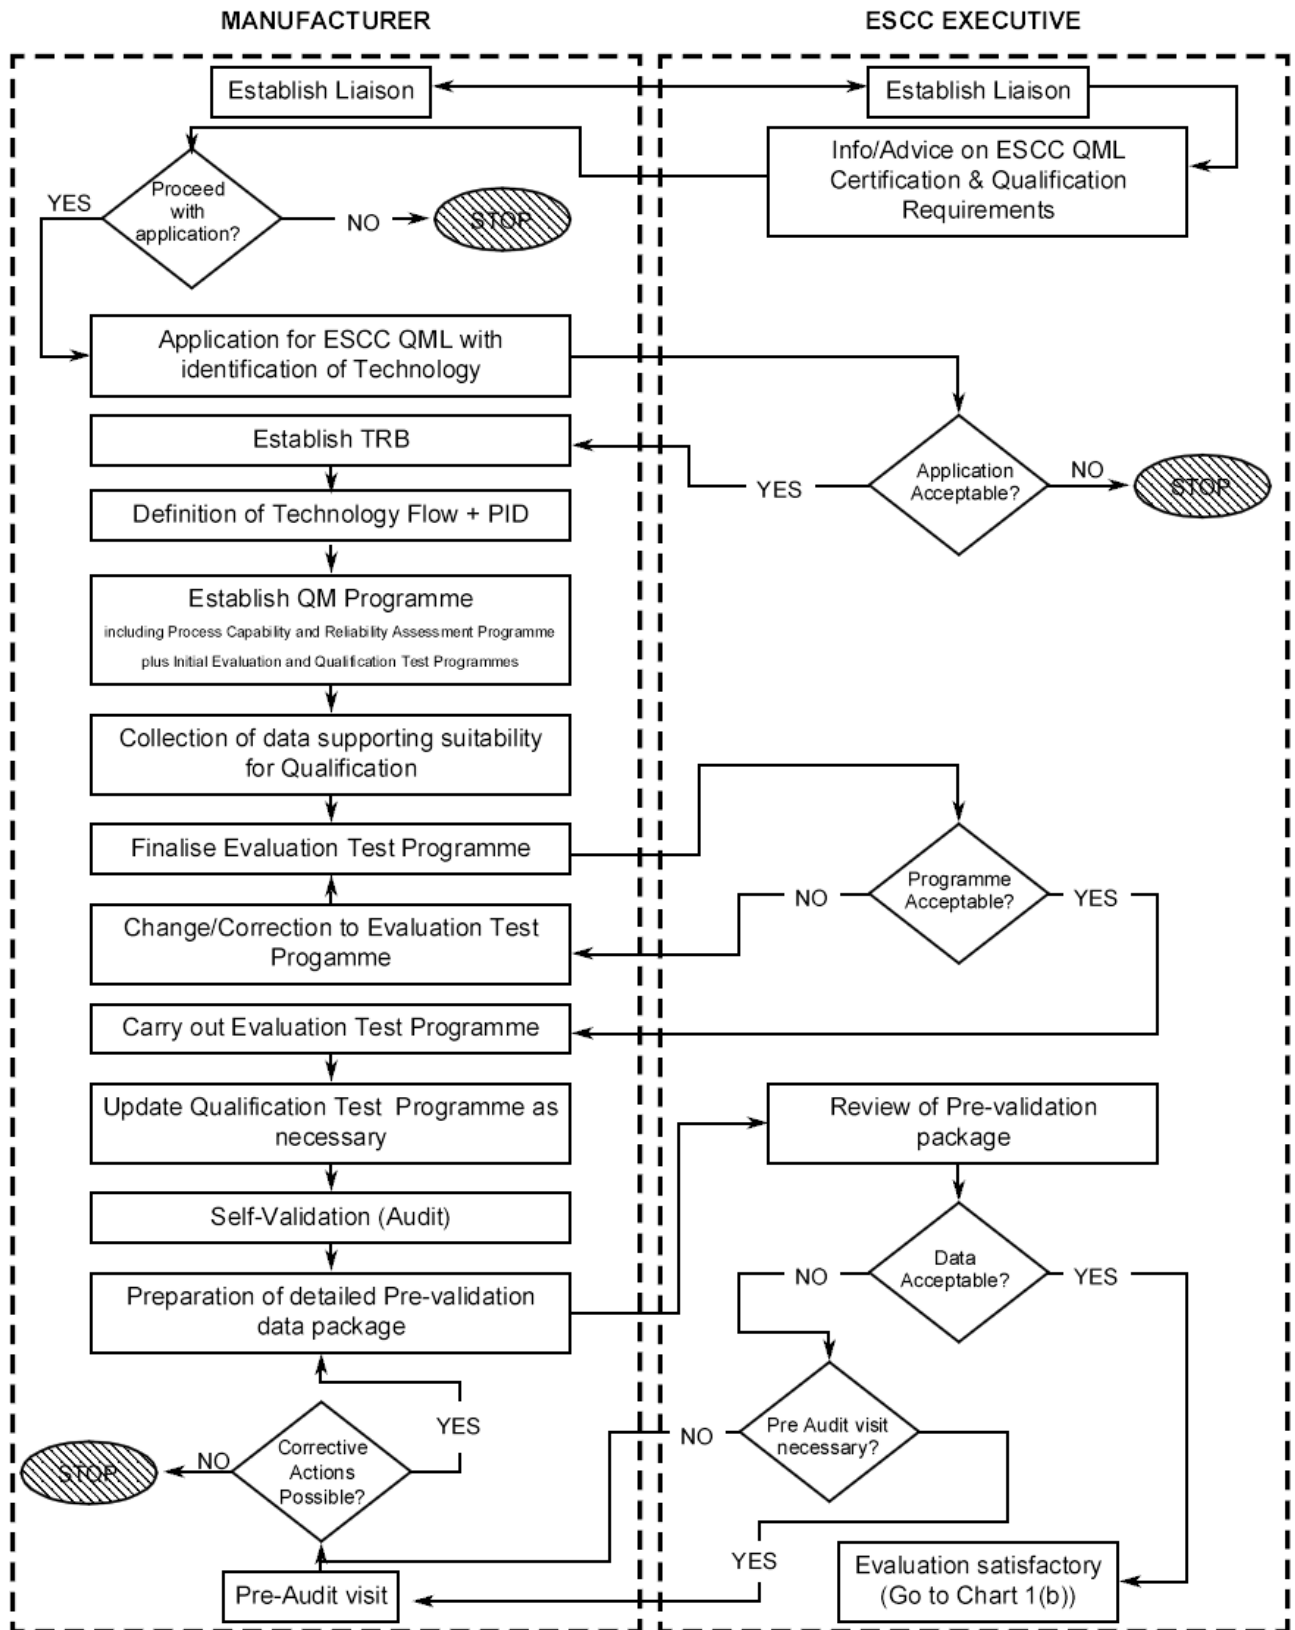 MANUFACTURER
ESCC EXECUTIVE
Establish Liaison
Establish Liaison
Info/Advice on ESCC QML
Certification & Qualification
Requirements
Proceed
with
application?
YES
NO
STOP
Application for ESCC QML with
identification of Technology
Establish TRB
Application
Acceptable?
YES
NO
STOP
Definition of Technology Flow + PID
Establish QM Programme
including Process Capability and Reliability Assessment Programme
plus Initial Evaluation and Qualification Test Programmes
Collection of data supporting suitability
for Qualification
Finalise Evaluation Test Programme
Programme
Acceptable?
NO
YES
Change/Correction to Evaluation Test
Progamme
Carry out Evaluation Test Programme
Update Qualification Test  Programme as
necessary
Review of Pre-validation
package
Self-Validation (Audit)
Data
Acceptable?
NO
YES
Preparation of detailed Pre-validation
data package
Pre Audit visit
necessary?
NO
YES
Corrective
Actions
Possible?
YES
NO
STOP
Pre-Audit visit
Evaluation satisfactory
(Go to Chart 1(b))